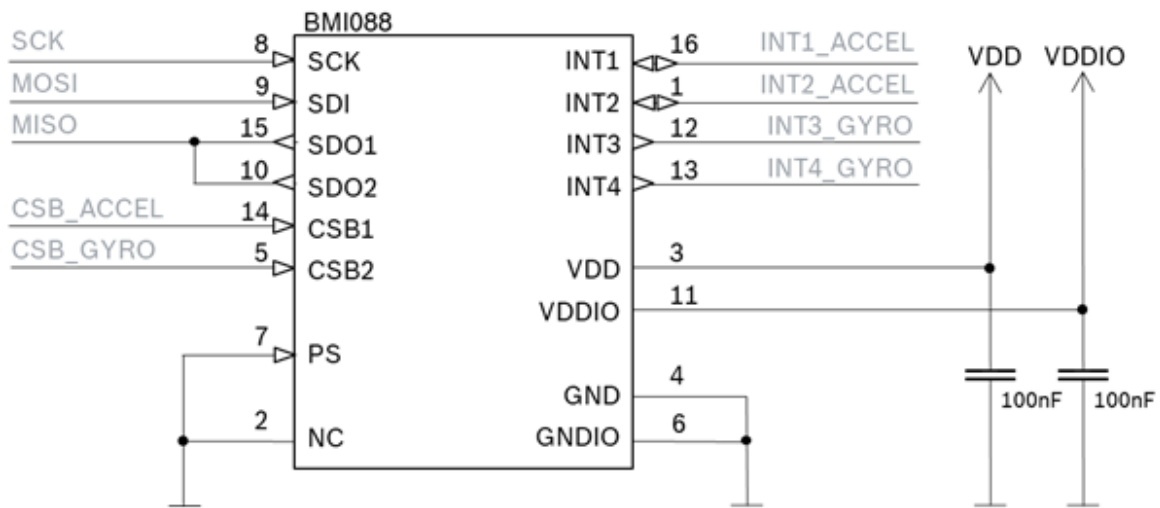 BMI088
SCK 8 SCK INT1 16 INT1_ACCEL
VDD VDDIO
MOSI 9 SDI INT2 1 INT2_ACCEL
MISO 15 SDO1 INT3 12 INT3_GYRO
10 SDO2 INT4 13 INT4_GYRO
CSB_ACCEL 14 CSB1
CSB_GYRO 5 CSB2 VDD 3
VDDIO 11
7 PS
GND 4
100nF 100nF
2 NC GNDIO 6